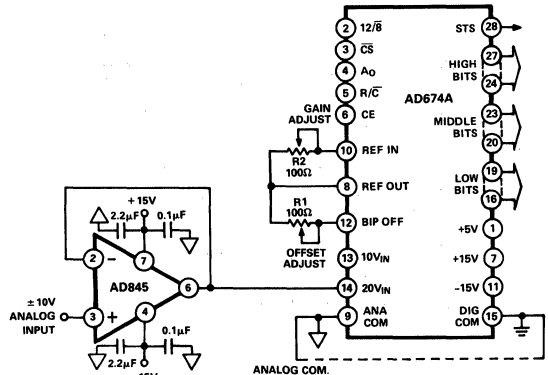 2 12/8̅ STS 28
3 C̅S̅ 27
HIGH BITS
4 A₀ 24
5 R/C̅ AD674A
GAIN ADJUST 6 CE 23
MIDDLE BITS
R2 100Ω 10 REF IN 20
8 REF OUT 19
LOW BITS
R1 100Ω 16
12 BIP OFF +5V 1
OFFSET ADJUST
13 10VIN +15V 7
14 20VIN -15V 11
9 ANA COM DIG COM 15
+15V
2.2µF 0.1µF
2 − 7
AD845 6
±10V ANALOG INPUT 3 + 4
0.1µF
2.2µF
ANALOG COM.